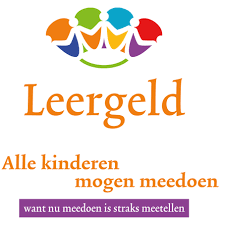 Leergeld
Alle kinderen
mogen meedoen
want nu meedoen is straks meetellen